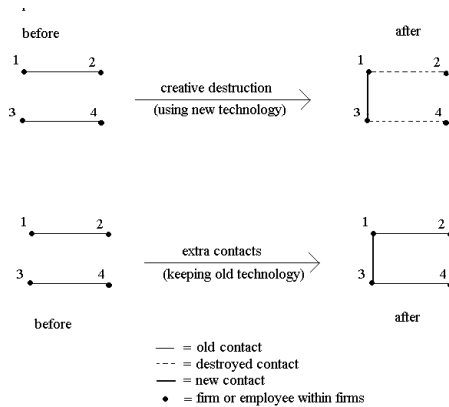 before
after
1 2
1 2
creative destruction
(using new technology)
3 4
3 4
1 2
1 2
extra contacts
(keeping old technology)
3 4
3 4
before
after
= old contact
= destroyed contact
= new contact
= firm or employee within firms